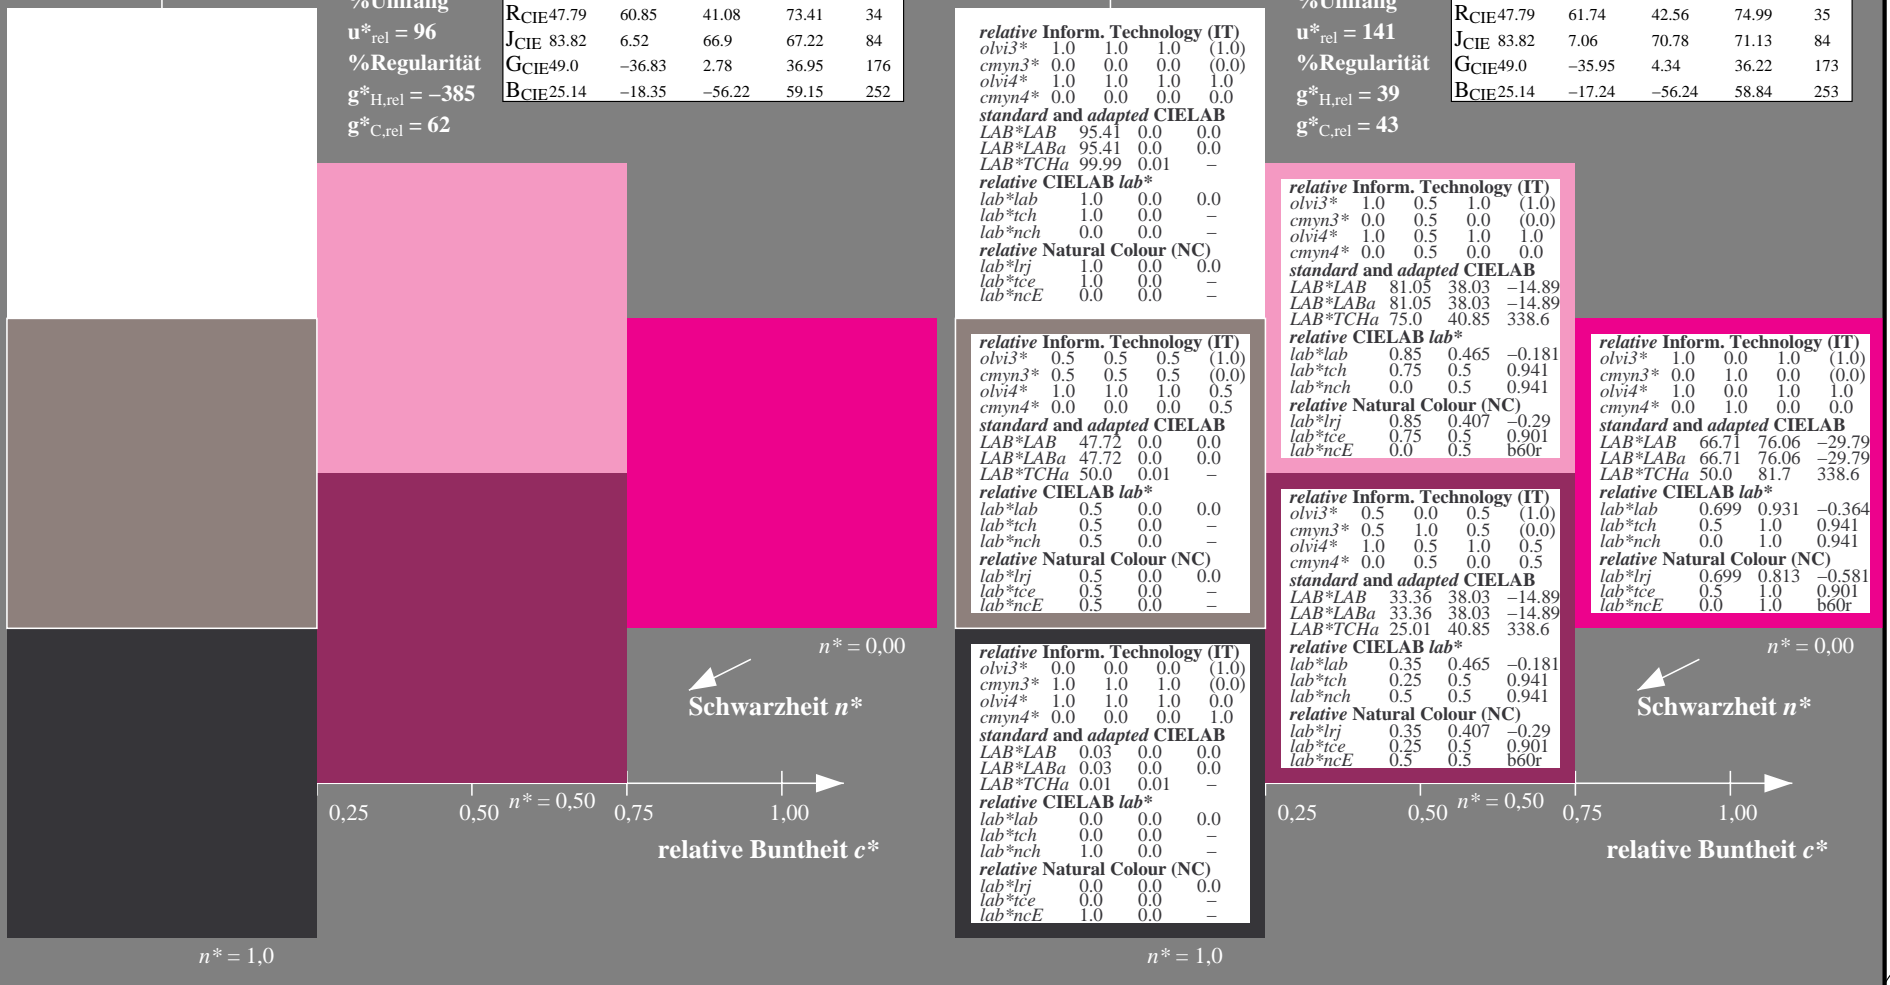 %Umfang
u*rel = 96
%Regularität
g*H,rel = −385
g*C,rel = 62
RCIE 47.79 60.85 41.08 73.41 34
JCIE 83.82 6.52 66.9 67.22 84
GCIE 49.0 −36.83 2.78 36.95 176
BCIE 25.14 −18.35 −56.22 59.15 252
n* = 0,00
Schwarzheit n*
n* = 0,50
0,25 0,50 0,75 1,00
relative Buntheit c*
n* = 1,0
relative Inform. Technology (IT)
olvi3* 1.0 1.0 1.0 (1.0)
cmyn3* 0.0 0.0 0.0 (0.0)
olvi4* 1.0 1.0 1.0 1.0
cmyn4* 0.0 0.0 0.0 0.0
standard and adapted CIELAB
LAB*LAB 95.41 0.0 0.0
LAB*LABa 95.41 0.0 0.0
LAB*TCHa 99.99 0.01 –
relative CIELAB lab*
lab*lab 1.0 0.0 0.0
lab*tch 1.0 0.0 –
lab*nch 0.0 0.0 –
relative Natural Colour (NC)
lab*lrj 1.0 0.0 0.0
lab*tce 1.0 0.0 –
lab*ncE 0.0 0.0 –
relative Inform. Technology (IT)
olvi3* 0.5 0.5 0.5 (1.0)
cmyn3* 0.5 0.5 0.5 (0.0)
olvi4* 1.0 1.0 1.0 0.5
cmyn4* 0.0 0.0 0.0 0.5
standard and adapted CIELAB
LAB*LAB 47.72 0.0 0.0
LAB*LABa 47.72 0.0 0.0
LAB*TCHa 50.0 0.01 –
relative CIELAB lab*
lab*lab 0.5 0.0 0.0
lab*tch 0.5 0.0 –
lab*nch 0.5 0.0 –
relative Natural Colour (NC)
lab*lrj 0.5 0.0 0.0
lab*tce 0.5 0.0 –
lab*ncE 0.5 0.0 –
relative Inform. Technology (IT)
olvi3* 0.0 0.0 0.0 (1.0)
cmyn3* 1.0 1.0 1.0 (0.0)
olvi4* 1.0 1.0 1.0 0.0
cmyn4* 0.0 0.0 0.0 1.0
standard and adapted CIELAB
LAB*LAB 0.03 0.0 0.0
LAB*LABa 0.03 0.0 0.0
LAB*TCHa 0.01 0.01 –
relative CIELAB lab*
lab*lab 0.0 0.0 0.0
lab*tch 0.0 0.0 –
lab*nch 1.0 0.0 –
relative Natural Colour (NC)
lab*lrj 0.0 0.0 0.0
lab*tce 0.0 0.0 –
lab*ncE 1.0 0.0 –
n* = 1,0
%Umfang
u*rel = 141
%Regularität
g*H,rel = 39
g*C,rel = 43
RCIE 47.79 61.74 42.56 74.99 35
JCIE 83.82 7.06 70.78 71.13 84
GCIE 49.0 −35.95 4.34 36.22 173
BCIE 25.14 −17.24 −56.24 58.84 253
relative Inform. Technology (IT)
olvi3* 1.0 0.5 1.0 (1.0)
cmyn3* 0.0 0.5 0.0 (0.0)
olvi4* 1.0 0.5 1.0 1.0
cmyn4* 0.0 0.5 0.0 0.0
standard and adapted CIELAB
LAB*LAB 81.05 38.03 −14.89
LAB*LABa 81.05 38.03 −14.89
LAB*TCHa 75.0 40.85 338.6
relative CIELAB lab*
lab*lab 0.85 0.465 −0.181
lab*tch 0.75 0.5 0.941
lab*nch 0.0 0.5 0.941
relative Natural Colour (NC)
lab*lrj 0.85 0.407 −0.29
lab*tce 0.75 0.5 0.901
lab*ncE 0.0 0.5 b60r
relative Inform. Technology (IT)
olvi3* 0.5 0.0 0.5 (1.0)
cmyn3* 0.5 1.0 0.5 (0.0)
olvi4* 1.0 0.5 1.0 0.5
cmyn4* 0.0 0.5 0.0 0.5
standard and adapted CIELAB
LAB*LAB 33.36 38.03 −14.89
LAB*LABa 33.36 38.03 −14.89
LAB*TCHa 25.01 40.85 338.6
relative CIELAB lab*
lab*lab 0.35 0.465 −0.181
lab*tch 0.25 0.5 0.941
lab*nch 0.5 0.5 0.941
relative Natural Colour (NC)
lab*lrj 0.35 0.407 −0.29
lab*tce 0.25 0.5 0.901
lab*ncE 0.5 0.5 b60r
relative Inform. Technology (IT)
olvi3* 1.0 0.0 1.0 (1.0)
cmyn3* 0.0 1.0 0.0 (0.0)
olvi4* 1.0 0.0 1.0 1.0
cmyn4* 0.0 1.0 0.0 0.0
standard and adapted CIELAB
LAB*LAB 66.71 76.06 −29.79
LAB*LABa 66.71 76.06 −29.79
LAB*TCHa 50.0 81.7 338.6
relative CIELAB lab*
lab*lab 0.699 0.931 −0.364
lab*tch 0.5 1.0 0.941
lab*nch 0.0 1.0 0.941
relative Natural Colour (NC)
lab*lrj 0.699 0.813 −0.581
lab*tce 0.5 1.0 0.901
lab*ncE 0.0 1.0 b60r
n* = 0,00
Schwarzheit n*
n* = 0,50
0,25 0,50 0,75 1,00
relative Buntheit c*